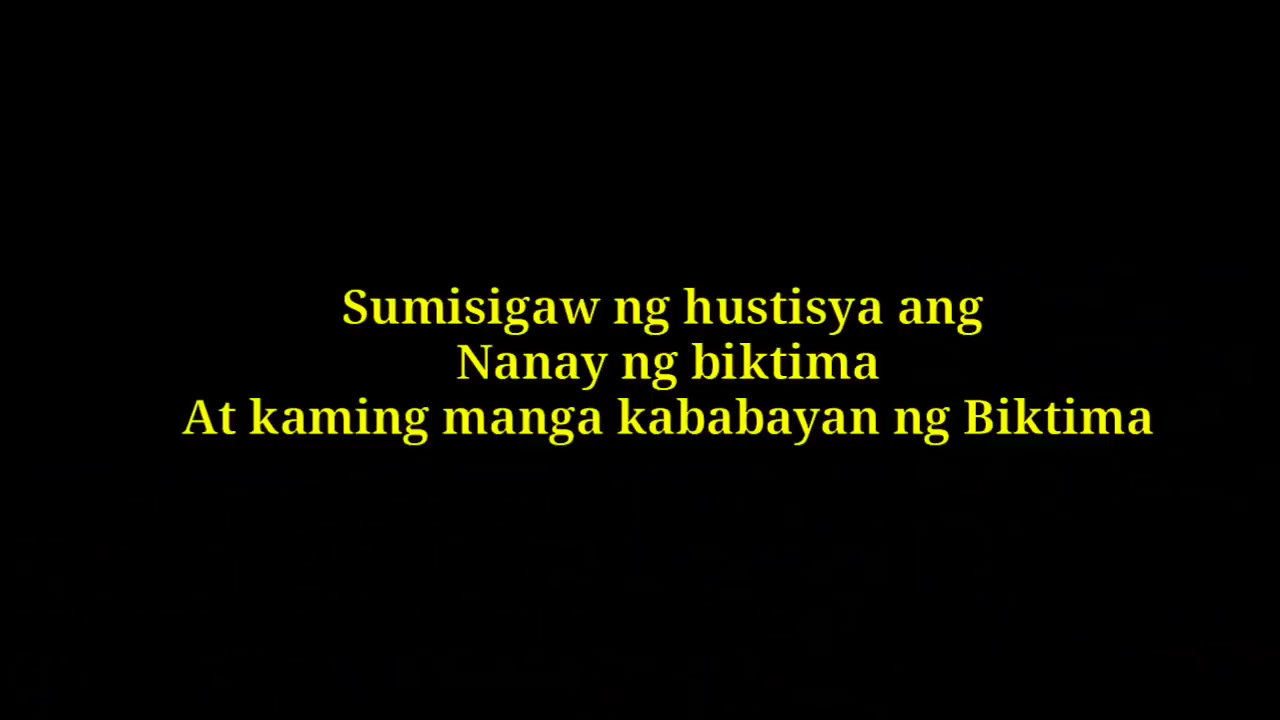 Sumisigaw ng hustisya ang
Nanay ng biktima
At kaming manga kababayan ng Biktima